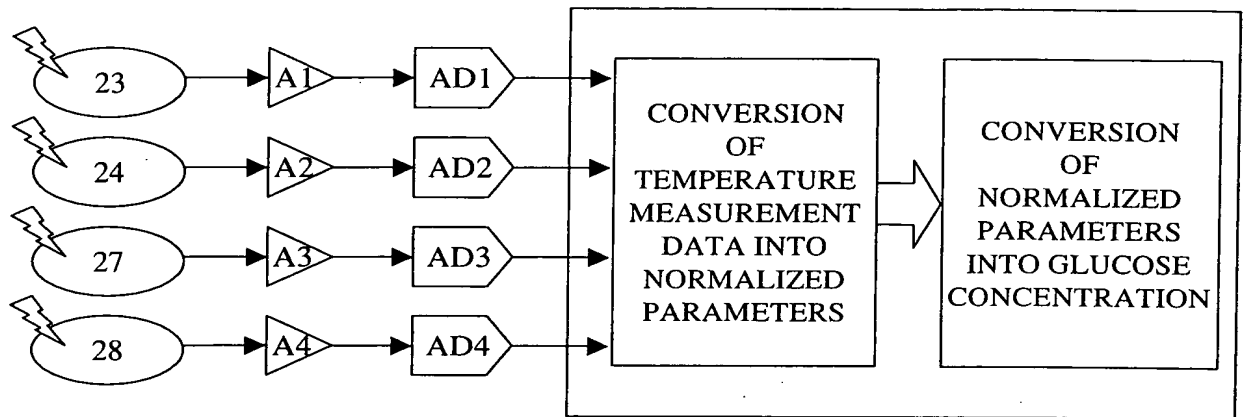 23
A1
AD1
24
A2
AD2
27
A3
AD3
28
A4
AD4
CONVERSION
OF
TEMPERATURE
MEASUREMENT
DATA INTO
NORMALIZED
PARAMETERS
CONVERSION
OF
NORMALIZED
PARAMETERS
INTO GLUCOSE
CONCENTRATION